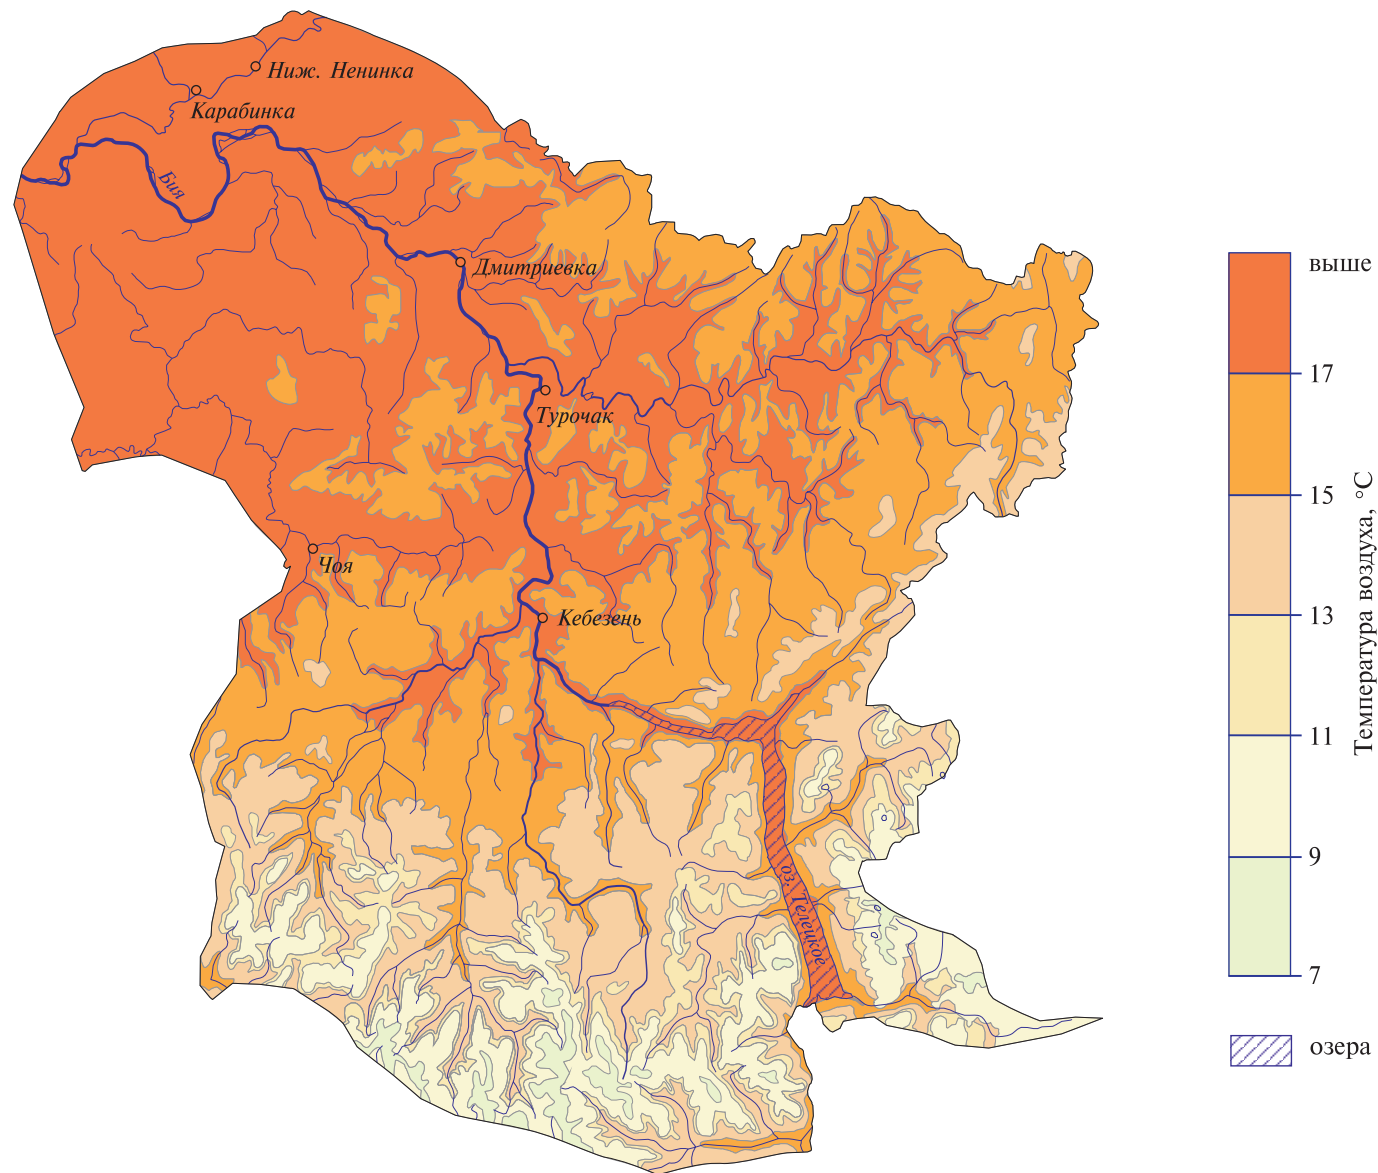 Ниж. Ненинка
Карабинка
Бия
Дмитриевка
Турочак
Чоя
Кебезень
оз. Телецкое
выше
17
15
13
11
9
7
Температура воздуха, °C
озера